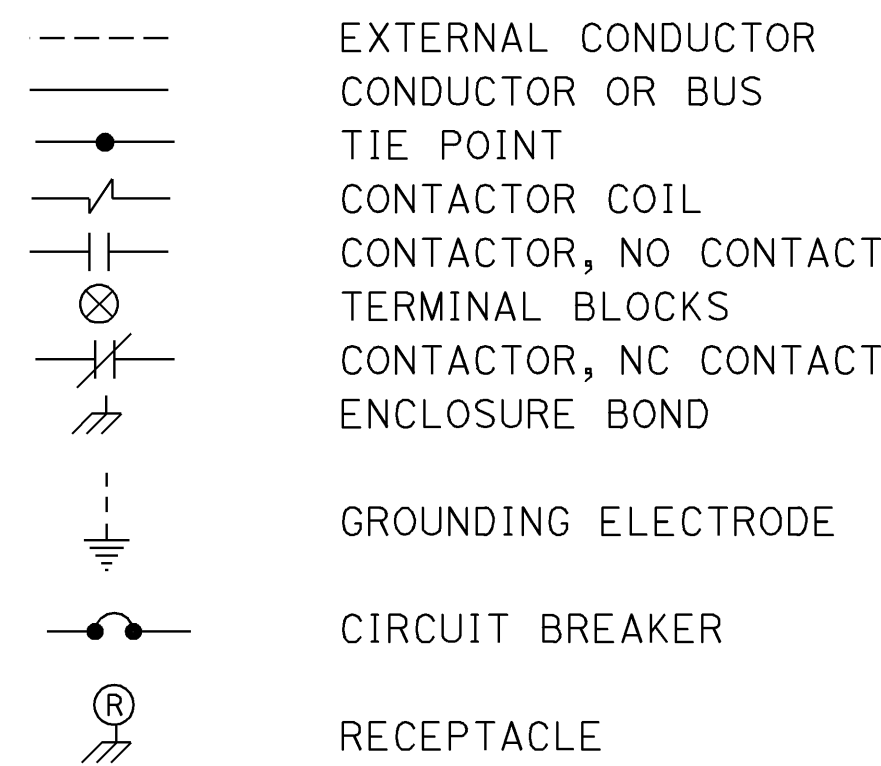 EXTERNAL CONDUCTOR
CONDUCTOR OR BUS
TIE POINT
CONTACTOR COIL
CONTACTOR, NO CONTACT
TERMINAL BLOCKS
CONTACTOR, NC CONTACT
ENCLOSURE BOND
GROUNDING ELECTRODE
CIRCUIT BREAKER
R
RECEPTACLE